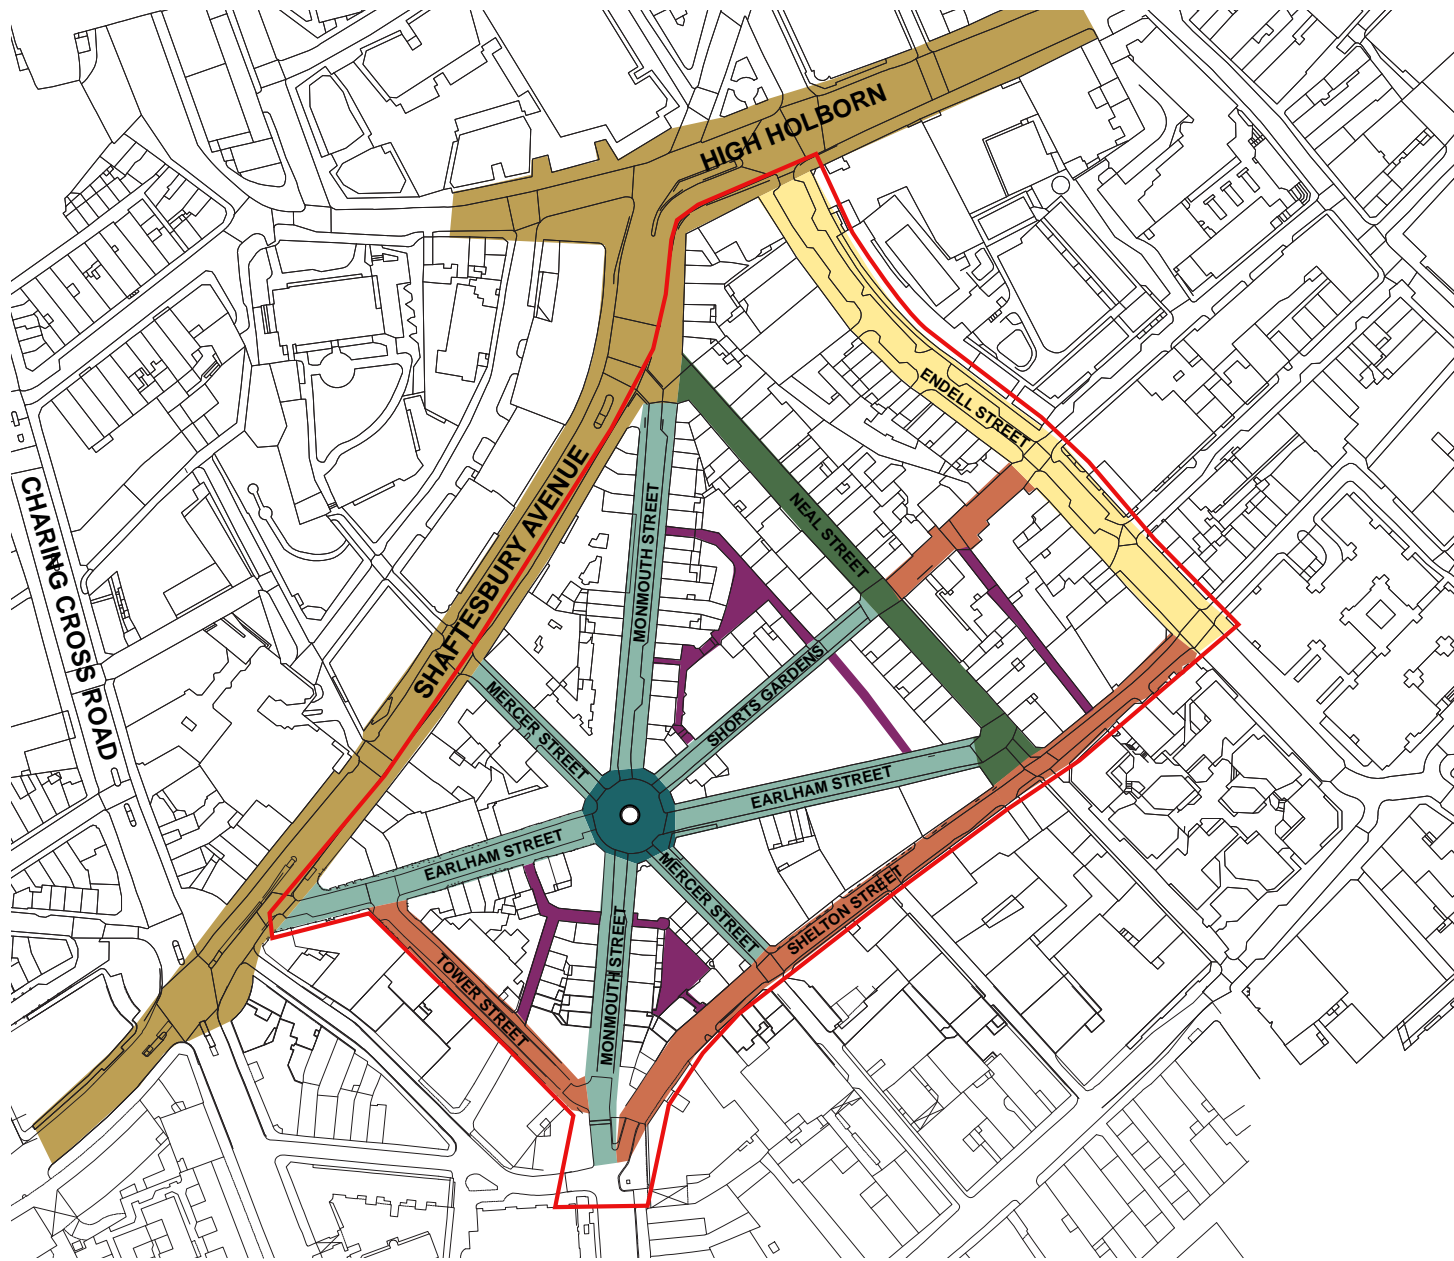 HIGH HOLBORN
ENDELL STREET
SHAFTESBURY AVENUE
CHARING CROSS ROAD
MONMOUTH STREET
NEAL STREET
SHORTS GARDENS
MERCER STREET
EARLHAM STREET
EARLHAM STREET
MERCER STREET
SHELTON STREET
TOWER STREET
MONMOUTH STREET